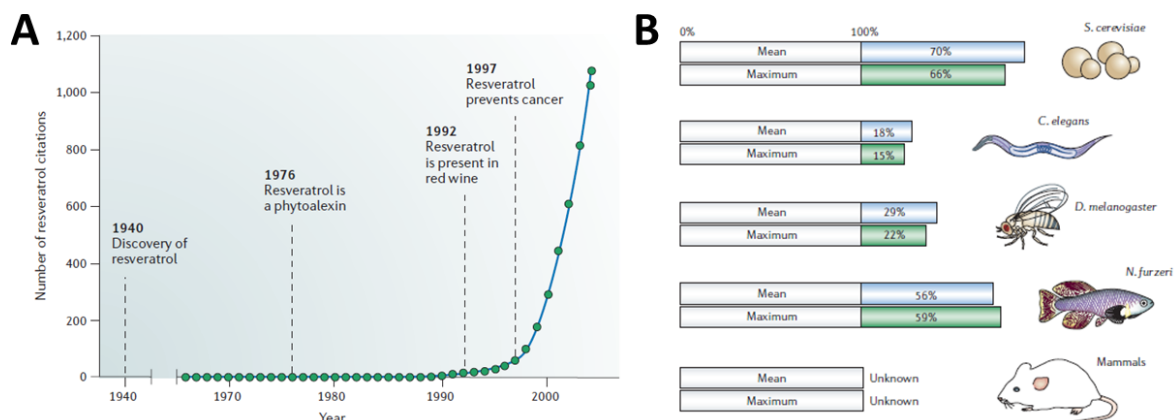 A
1,200
1,000
800
600
400
200
0
Number of resveratrol citations
1940
Discovery of
resveratrol
1976
Resveratrol is
a phytoalexin
1992
Resveratrol
is present in
red wine
1997
Resveratrol
prevents cancer
1940
1970
1980
1990
2000
Year
B
0%
100%
S. cerevisiae
Mean
70%
Maximum
66%
C. elegans
Mean
18%
Maximum
15%
D. melanogaster
Mean
29%
Maximum
22%
N. furzeri
Mean
56%
Maximum
59%
Mammals
Mean
Unknown
Maximum
Unknown